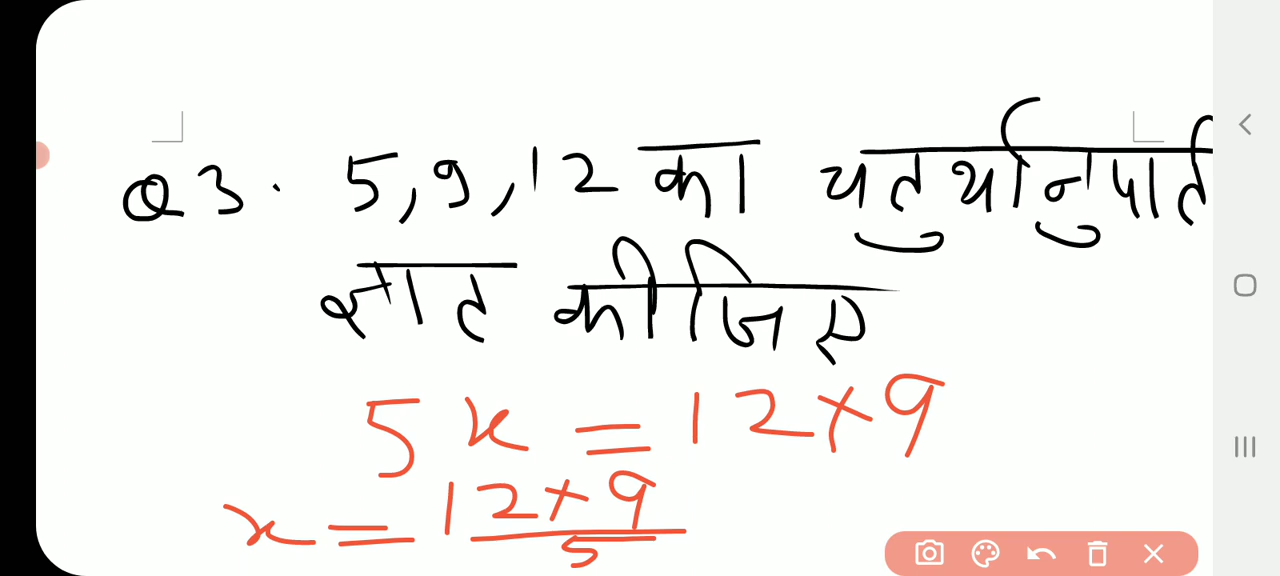 Q3. 5,9,12 का चतुर्थानुपाती
ज्ञात कीजिए
5x = 12×9
x = 12×9
5